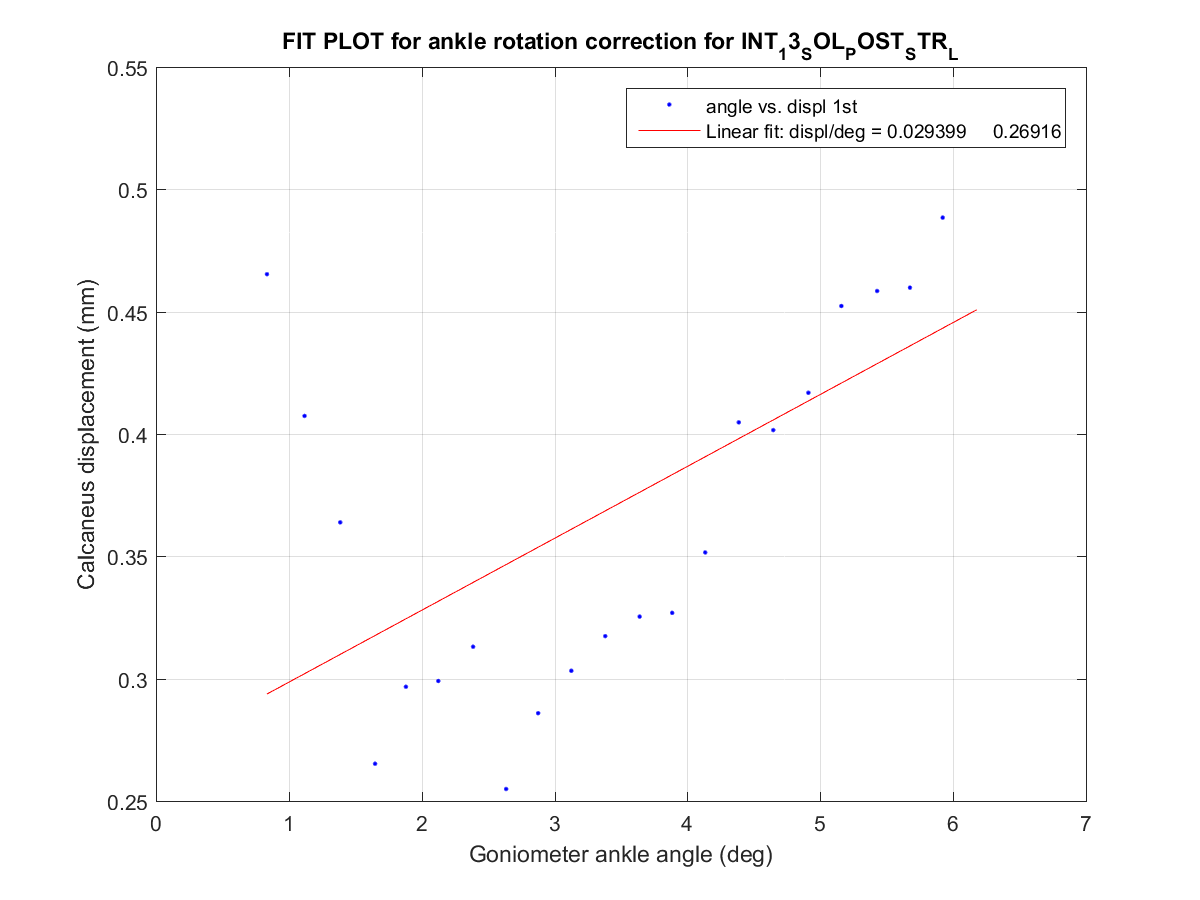 FIT PLOT for ankle rotation correction for INT₁3ₛOLₚOSTₛTRₗ
angle vs. displ 1st
Linear fit: displ/deg = 0.029399 0.26916
0.55
0.5
0.45
0.4
0.35
0.3
0.25
Calcaneus displacement (mm)
0 1 2 3 4 5 6 7
Goniometer ankle angle (deg)